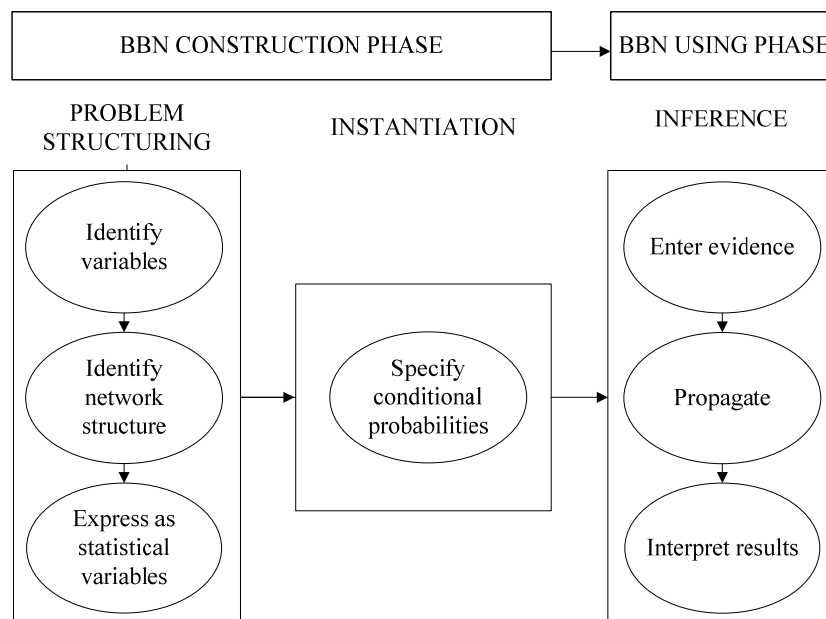 BBN CONSTRUCTION PHASE
BBN USING PHASE
PROBLEM
STRUCTURING
INSTANTIATION
INFERENCE
Identify
variables
Identify
network
structure
Express as
statistical
variables
Specify
conditional
probabilities
Enter evidence
Propagate
Interpret results